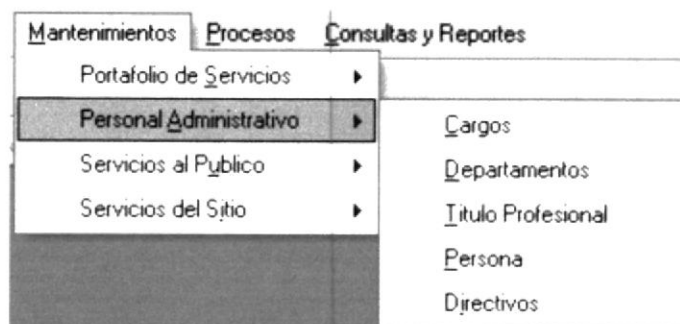 Mantenimientos Procesos Consultas y Reportes
Portafolio de Servicios
Personal Administrativo
Servicios al Publico
Servicios del Sitio
Cargos
Departamentos
Titulo Profesional
Persona
Directivos